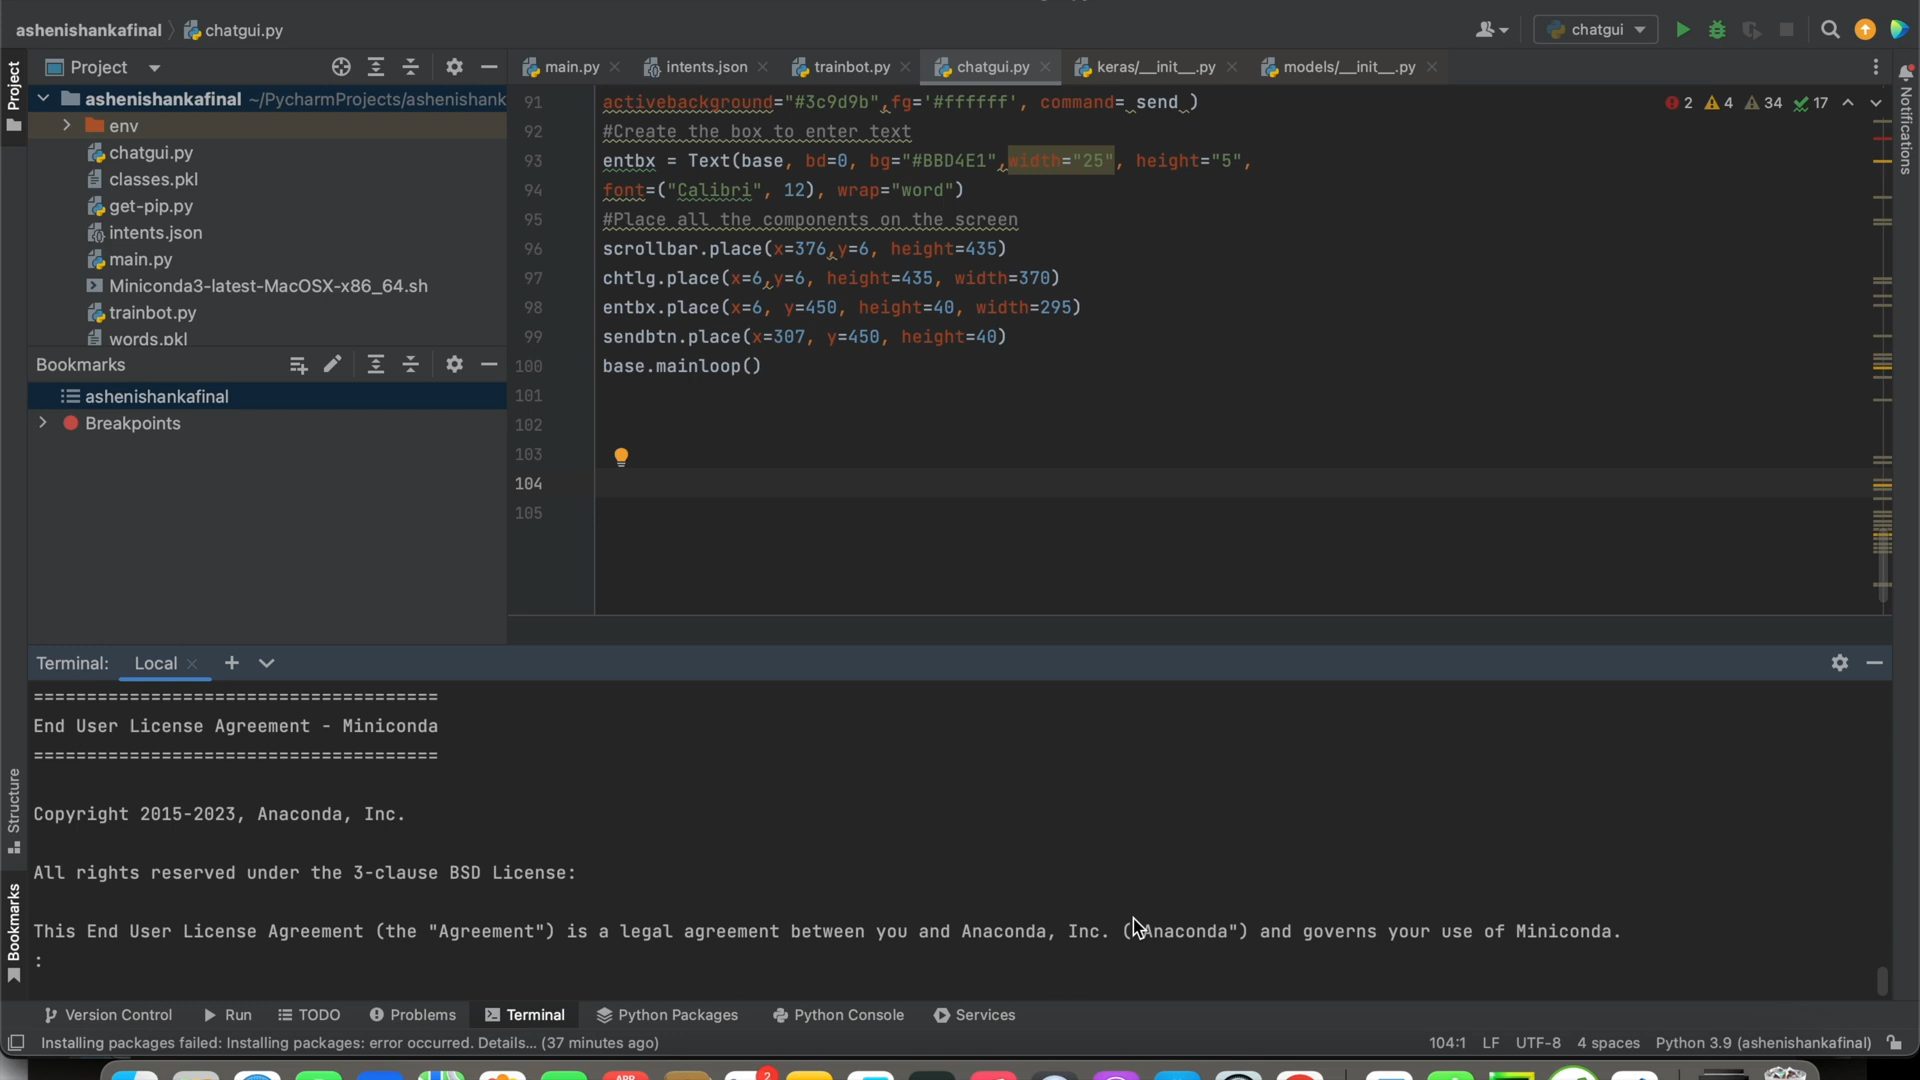 ashenishankafinal
chatgui.py
chatgui
Project
Project
main.py
intents.json
trainbot.py
chatgui.py
keras/__init__.py
models/__init__.py
Notifications
ashenishankafinal ~/PycharmProjects/ashenishank
env
chatgui.py
classes.pkl
get-pip.py
intents.json
main.py
Miniconda3-latest-MacOSX-x86_64.sh
trainbot.py
words.pkl
Bookmarks
ashenishankafinal
Breakpoints
2 4 34 17
91 activebackground="#3c9d9b",fg='#ffffff', command= send )
92 #Create the box to enter text
93 entbx = Text(base, bd=0, bg="#BBD4E1",width="25", height="5",
94 font=("Calibri", 12), wrap="word")
95 #Place all the components on the screen
96 scrollbar.place(x=376,y=6, height=435)
97 chtlg.place(x=6,y=6, height=435, width=370)
98 entbx.place(x=6, y=450, height=40, width=295)
99 sendbtn.place(x=307, y=450, height=40)
100 base.mainloop()
101
102
103
104
105
Structure
Bookmarks
Terminal: Local
=====================================
End User License Agreement - Miniconda
=====================================
Copyright 2015-2023, Anaconda, Inc.
All rights reserved under the 3-clause BSD License:
This End User License Agreement (the "Agreement") is a legal agreement between you and Anaconda, Inc. ("Anaconda") and governs your use of Miniconda.
:
Version Control Run TODO Problems Terminal Python Packages Python Console Services
Installing packages failed: Installing packages: error occurred. Details... (37 minutes ago)
104:1 LF UTF-8 4 spaces Python 3.9 (ashenishankafinal)
APR
2